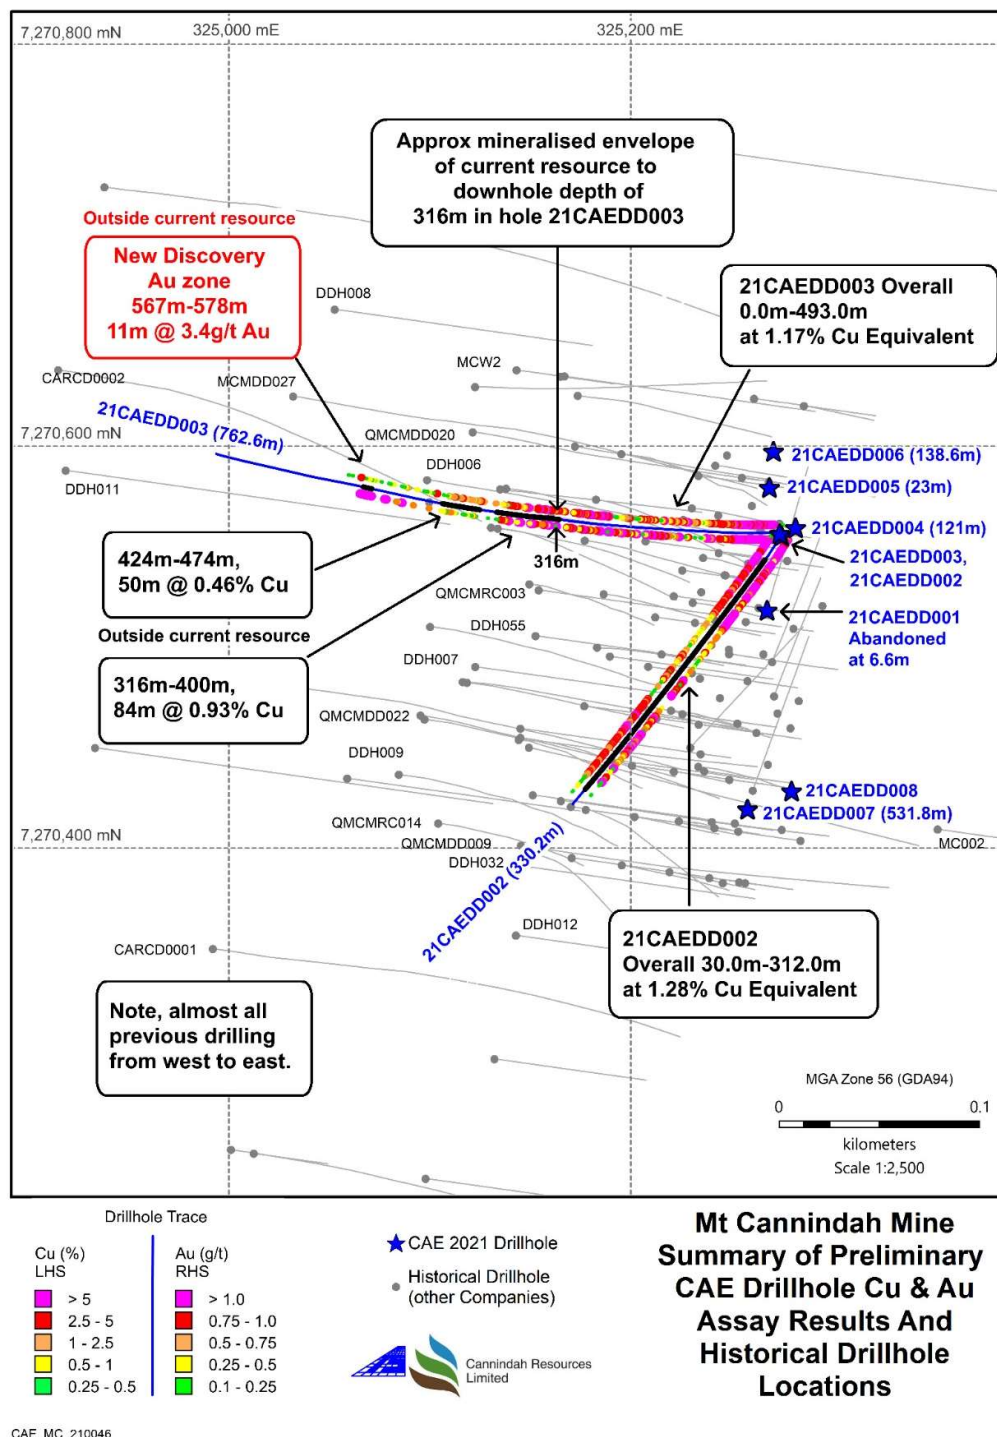 7,270,800 mN
325,000 mE
325,200 mE
Approx mineralised envelope
of current resource to
downhole depth of
316m in hole 21CAEDD003
Outside current resource
New Discovery
Au zone
567m-578m
11m @ 3.4g/t Au
21CAEDD003 Overall
0.0m-493.0m
at 1.17% Cu Equivalent
DDH008
CARCD0002
MCMDD027
MCW2
21CAEDD003 (762.6m)
7,270,600 mN
QMCMDD020
DDH006
DDH011
21CAEDD006 (138.6m)
21CAEDD005 (23m)
21CAEDD004 (121m)
21CAEDD003,
21CAEDD002
424m-474m,
50m @ 0.46% Cu
316m
QMCMRC003
21CAEDD001
Abandoned
at 6.6m
Outside current resource
DDH055
316m-400m,
84m @ 0.93% Cu
DDH007
QMCMDD022
DDH009
21CAEDD008
21CAEDD007 (531.8m)
QMCMRC014
7,270,400 mN
QMCMDD009
MC002
DDH032
21CAEDD002 (330.2m)
DDH012
CARCD0001
21CAEDD002
Overall 30.0m-312.0m
at 1.28% Cu Equivalent
Note, almost all
previous drilling
from west to east.
MGA Zone 56 (GDA94)
0 0.1
kilometers
Scale 1:2,500
Drillhole Trace
Cu (%)
LHS
> 5
2.5 - 5
1 - 2.5
0.5 - 1
0.25 - 0.5
Au (g/t)
RHS
> 1.0
0.75 - 1.0
0.5 - 0.75
0.25 - 0.5
0.1 - 0.25
CAE 2021 Drillhole
Historical Drillhole
(other Companies)
Cannindah Resources
Limited
Mt Cannindah Mine
Summary of Preliminary
CAE Drillhole Cu & Au
Assay Results And
Historical Drillhole
Locations
CAE_MC_210046